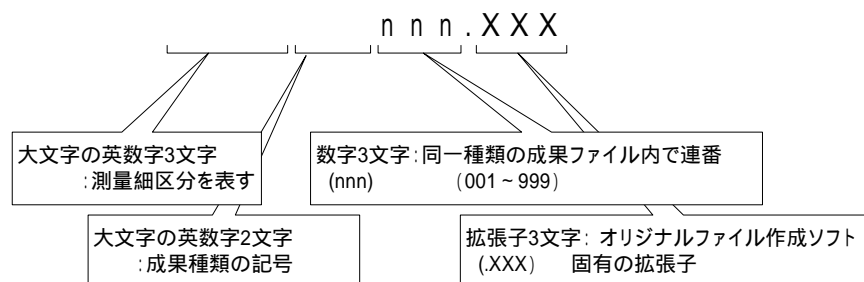 nnn.XXX
大文字の英数字3文字
:測量細区分を表す
数字3文字:同一種類の成果ファイル内で連番
(nnn) (001~999)
大文字の英数字2文字
:成果種類の記号
拡張子3文字: オリジナルファイル作成ソフト
(.XXX) 固有の拡張子